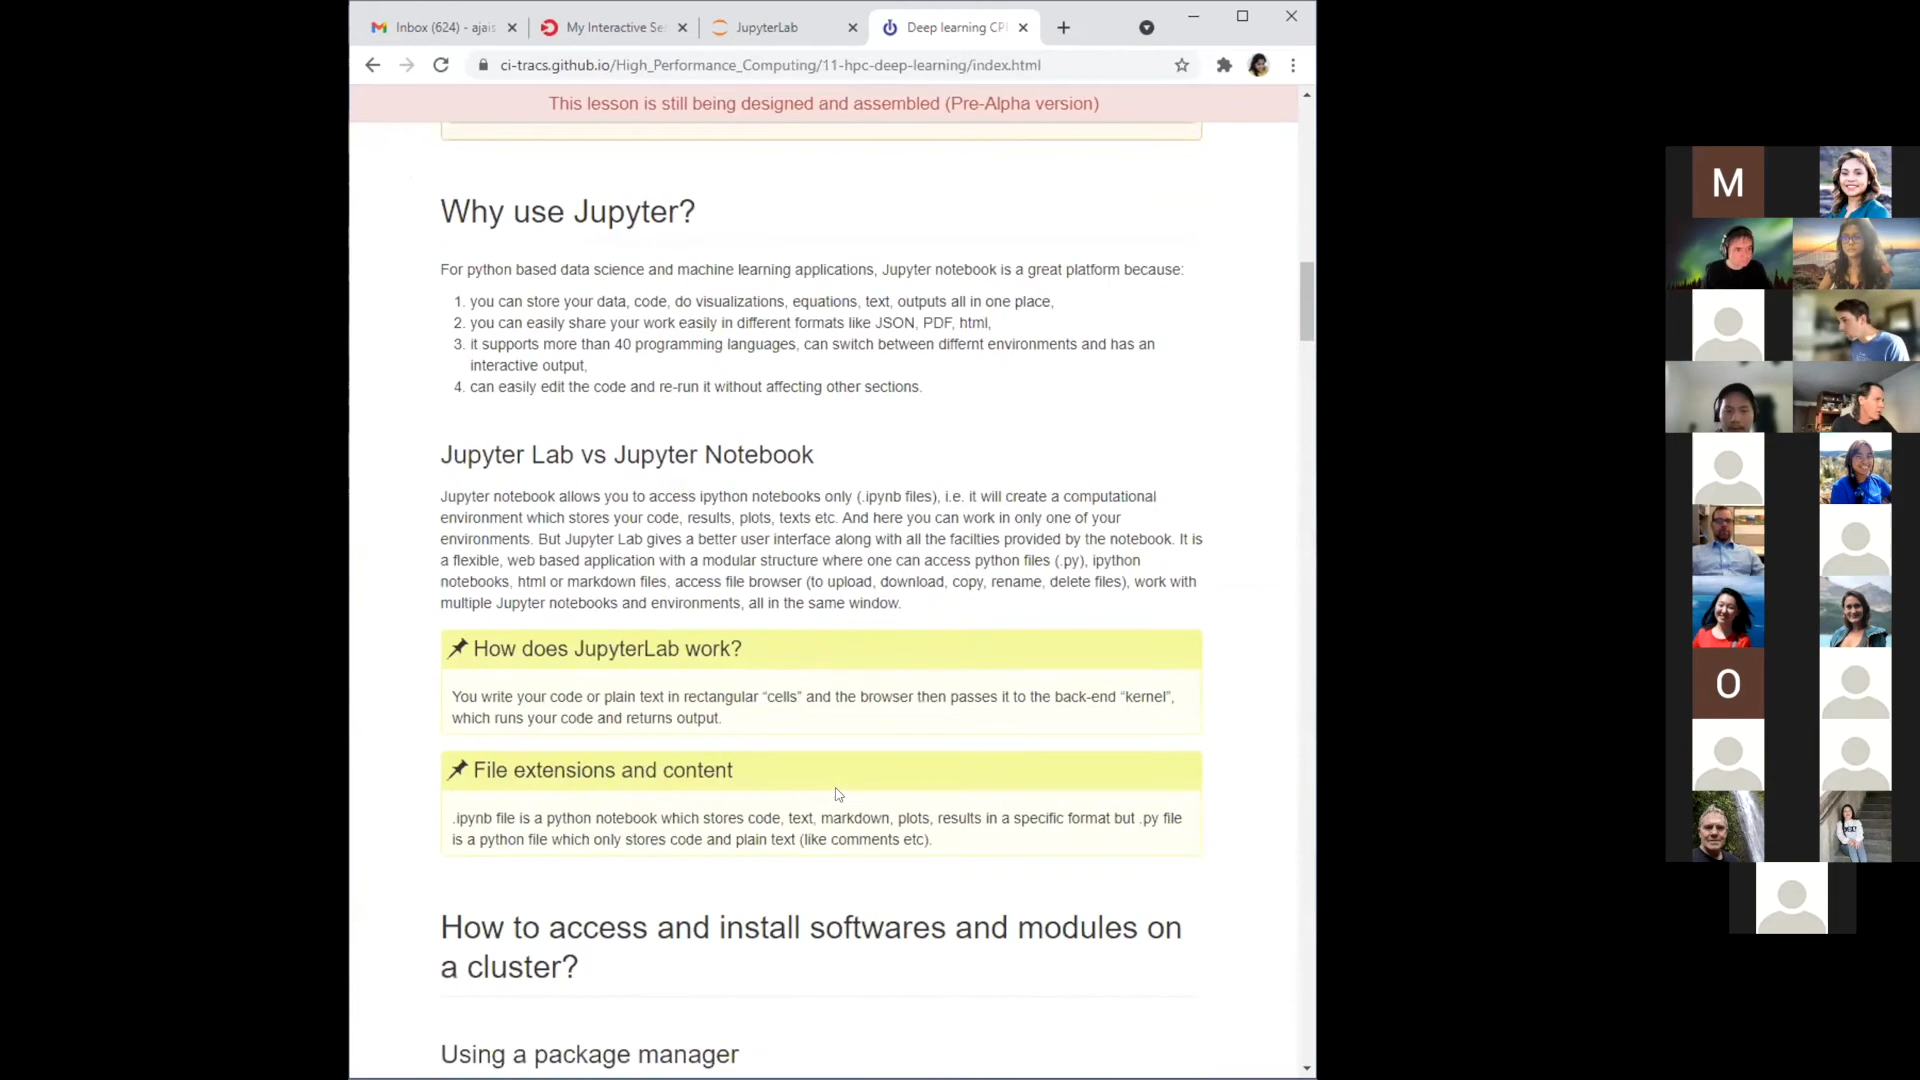 Inbox (624) - ajais
My Interactive Se
JupyterLab
Deep learning CP
ci-tracs.github.io/High_Performance_Computing/11-hpc-deep-learning/index.html
This lesson is still being designed and assembled (Pre-Alpha version)
Why use Jupyter?
For python based data science and machine learning applications, Jupyter notebook is a great platform because:
1. you can store your data, code, do visualizations, equations, text, outputs all in one place,
2. you can easily share your work easily in different formats like JSON, PDF, html,
3. it supports more than 40 programming languages, can switch between differnt environments and has an
interactive output,
4. can easily edit the code and re-run it without affecting other sections.
Jupyter Lab vs Jupyter Notebook
Jupyter notebook allows you to access ipython notebooks only (.ipynb files), i.e. it will create a computational
environment which stores your code, results, plots, texts etc. And here you can work in only one of your
environments. But Jupyter Lab gives a better user interface along with all the facilties provided by the notebook. It is
a flexible, web based application with a modular structure where one can access python files (.py), ipython
notebooks, html or markdown files, access file browser (to upload, download, copy, rename, delete files), work with
multiple Jupyter notebooks and environments, all in the same window.
How does JupyterLab work?
You write your code or plain text in rectangular “cells” and the browser then passes it to the back-end “kernel”,
which runs your code and returns output.
File extensions and content
.ipynb file is a python notebook which stores code, text, markdown, plots, results in a specific format but .py file
is a python file which only stores code and plain text (like comments etc).
How to access and install softwares and modules on
a cluster?
Using a package manager
M
O